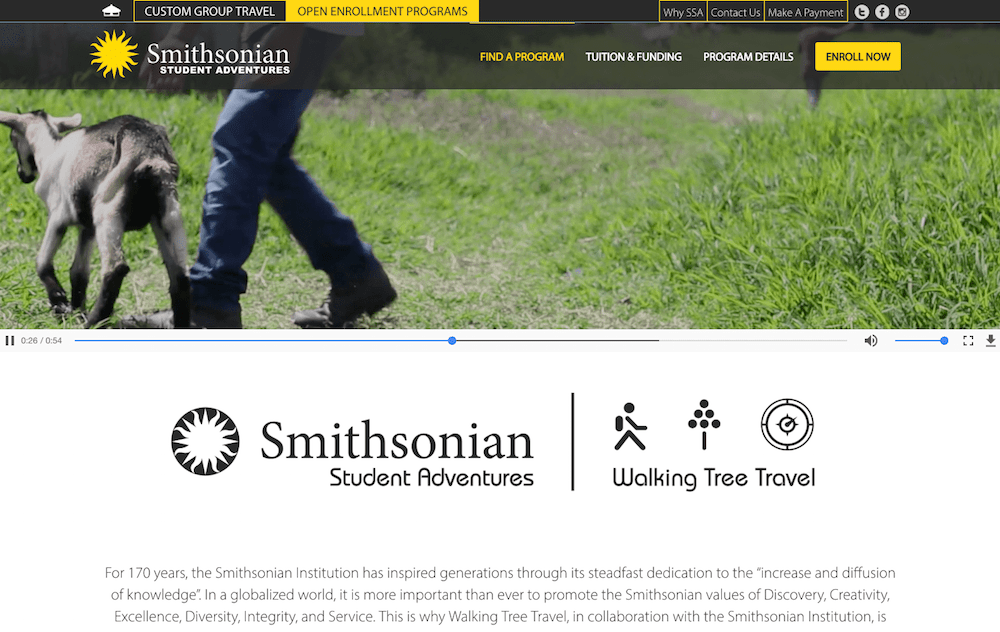 CUSTOM GROUP TRAVEL
OPEN ENROLLMENT PROGRAMS
Why SSA
Contact Us
Make A Payment
Smithsonian
STUDENT ADVENTURES
FIND A PROGRAM
TUITION & FUNDING
PROGRAM DETAILS
ENROLL NOW
0:26 / 0:54
Smithsonian
Student Adventures
Walking Tree Travel
For 170 years, the Smithsonian Institution has inspired generations through its steadfast dedication to the “increase and diffusion
of knowledge”. In a globalized world, it is more important than ever to promote the Smithsonian values of Discovery, Creativity,
Excellence, Diversity, Integrity, and Service. This is why Walking Tree Travel, in collaboration with the Smithsonian Institution, is